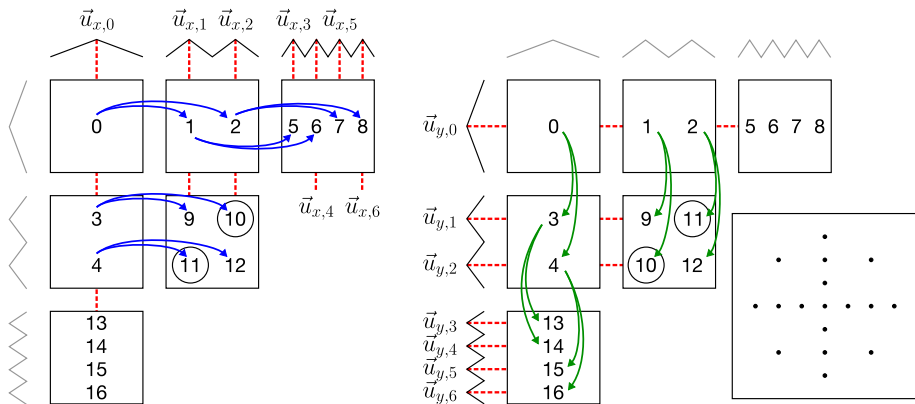 u⃗x,0 u⃗x,1 u⃗x,2 u⃗x,3 u⃗x,5
0 1 2 5 6 7 8
u⃗x,4 u⃗x,6
3 9 10
4 11 12
13
14
15
16
u⃗y,0 0 1 2 5 6 7 8
u⃗y,1 3 9 11
u⃗y,2 4 10 12
u⃗y,3 13
u⃗y,4 14
u⃗y,5 15
u⃗y,6 16